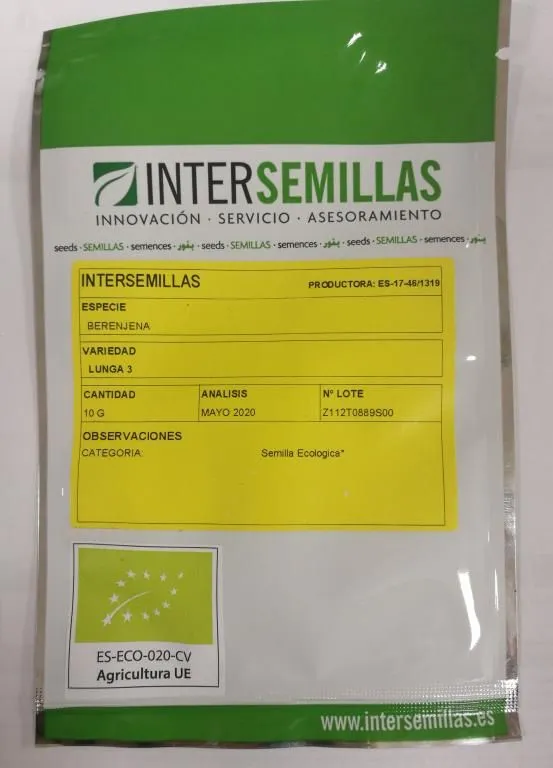 INTERSEMILLAS
INNOVACIÓN · SERVICIO · ASESORAMIENTO
seeds · SEMILLAS · semences · بذور · seeds · SEMILLAS · semences · بذور · seeds · SEMILLAS · semences · بذور
INTERSEMILLAS PRODUCTORA: ES-17-46/1319
ESPECIE
BERENJENA
VARIEDAD
LUNGA 3
CANTIDAD ANALISIS Nº LOTE
10 G MAYO 2020 Z112T0889S00
OBSERVACIONES
CATEGORIA: Semilla Ecologica*
ES-ECO-020-CV
Agricultura UE
www.intersemillas.es